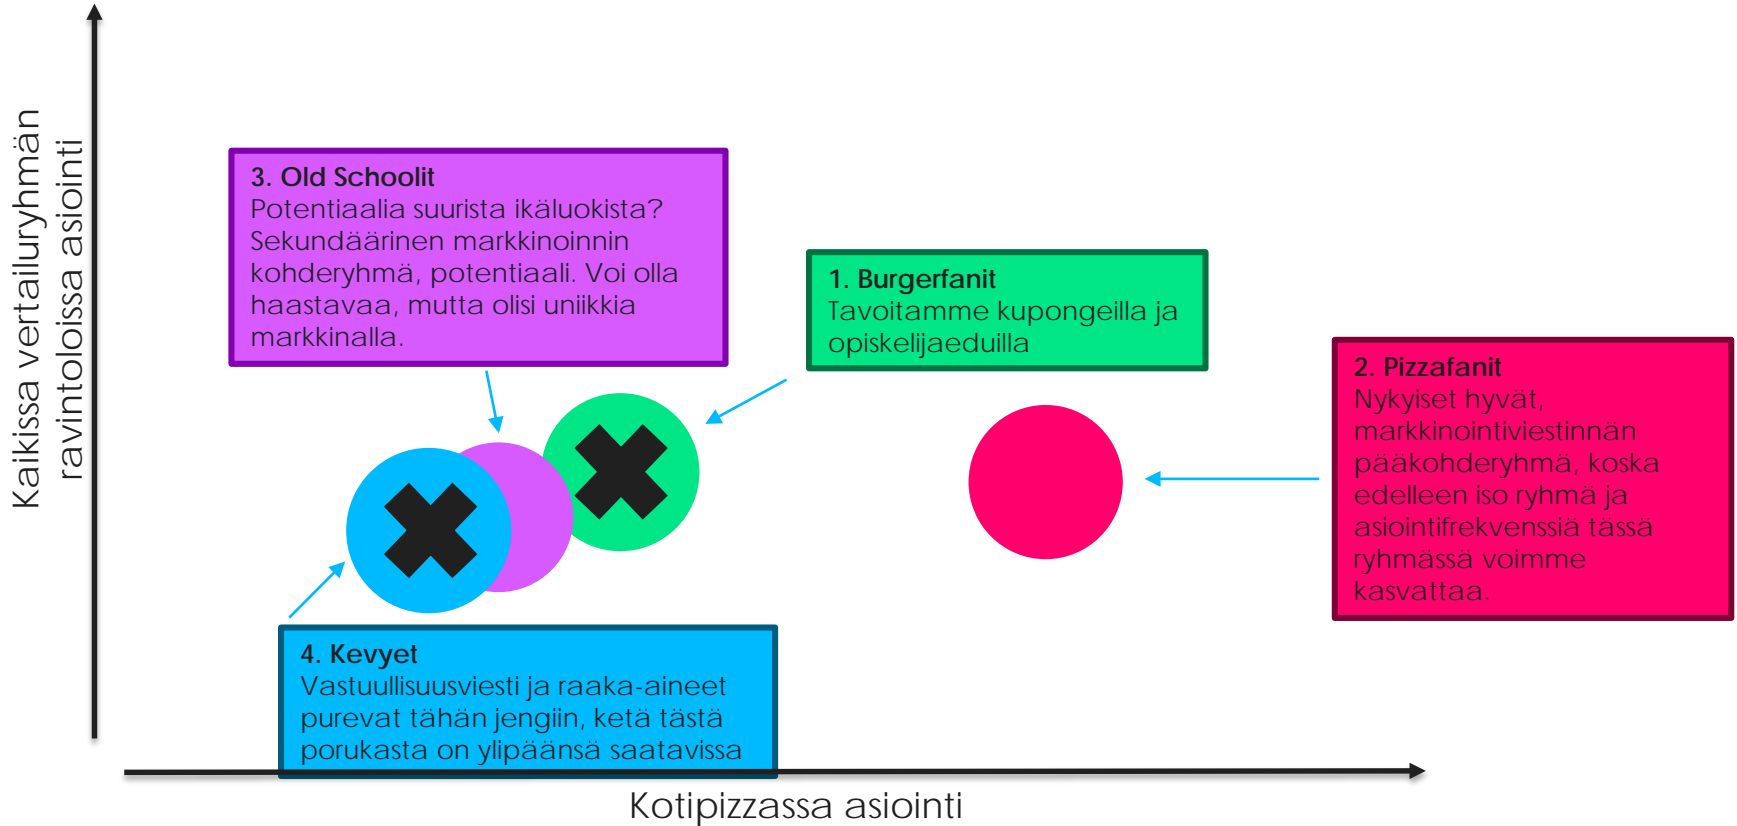 Kaikissa vertailuryhmän
ravintoloissa asiointi
3. Old Schoolit
Potentiaalia suurista ikäluokista?
Sekundäärinen markkinoinnin
kohderyhmä, potentiaali. Voi olla
haastavaa, mutta olisi uniikkia
markkinalla.
1. Burgerfanit
Tavoitamme kupongeilla ja
opiskelijaeduilla
2. Pizzafanit
Nykyiset hyvät,
markkinointiviestinnän
pääkohderyhmä, koska
edelleen iso ryhmä ja
asiointifrekvenssiä tässä
ryhmässä voimme
kasvattaa.
4. Kevyet
Vastuullisuusviesti ja raaka-aineet
purevat tähän jengiin, ketä tästä
porukasta on ylipäänsä saatavissa
Kotipizzassa asiointi